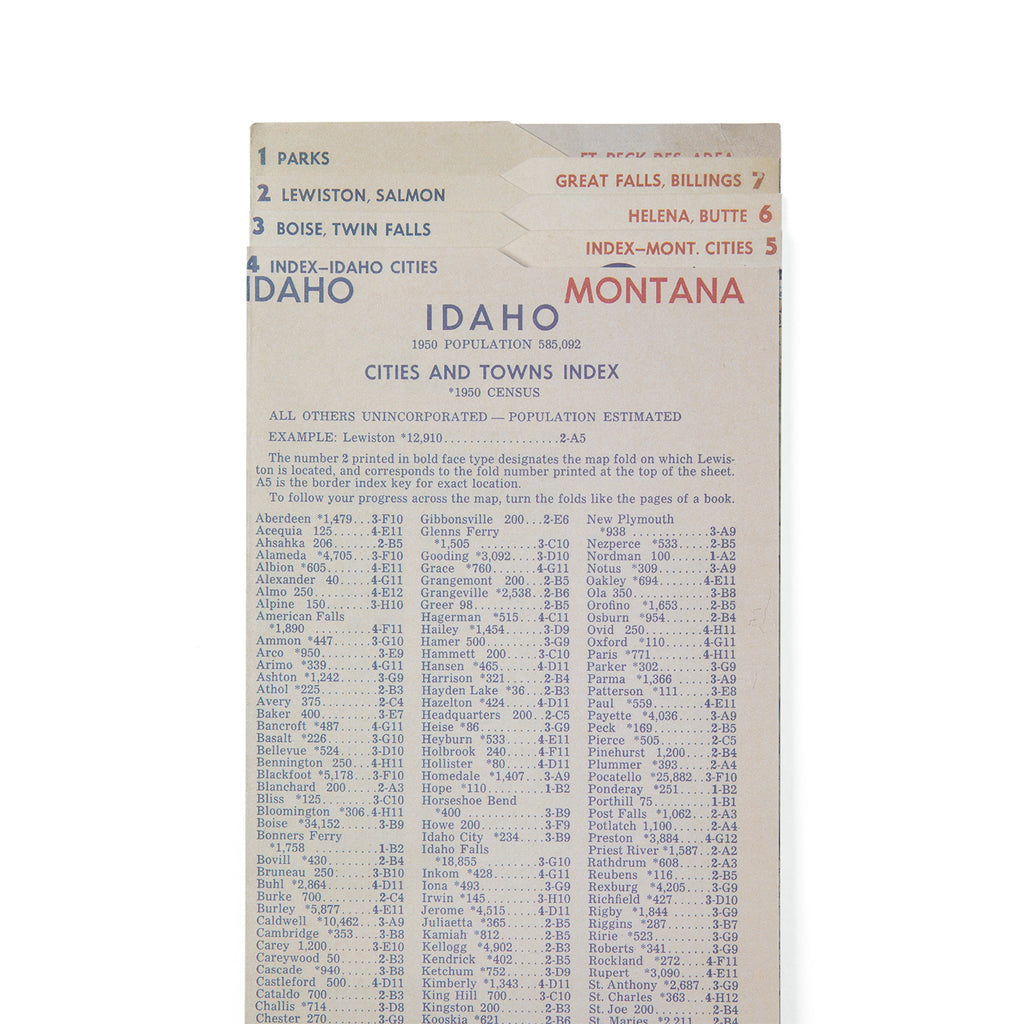 1 PARKS
FT. PECK RES. AREA
GREAT FALLS, BILLINGS 7
2 LEWISTON, SALMON
HELENA, BUTTE 6
3 BOISE, TWIN FALLS
INDEX—MONT. CITIES 5
4 INDEX—IDAHO CITIES
IDAHO
MONTANA
IDAHO
1950 POPULATION 585,092
CITIES AND TOWNS INDEX
*1950 CENSUS
ALL OTHERS UNINCORPORATED — POPULATION ESTIMATED
EXAMPLE: Lewiston *12,910..................2-A5
The number 2 printed in bold face type designates the map fold on which Lewis-
ton is located, and corresponds to the fold number printed at the top of the sheet.
A5 is the border index key for exact location.
To follow your progress across the map, turn the folds like the pages of a book.
Aberdeen *1,479...3-F10
Acequia 125......4-E11
Ahsahka 206.......2-B5
Alameda *4,705...3-F10
Albion *605.......4-E11
Alexander 40.....4-G11
Almo 250.........4-E12
Alpine 150.......3-H10
American Falls
*1,890 .........4-F11
Ammon *447......3-G10
Arco *950.........3-E9
Arimo *339.......4-G11
Ashton *1,242......3-G9
Athol *225.........2-B3
Avery 375.........2-C4
Baker 400.........3-E7
Bancroft *487.....4-G11
Basalt *226.......3-G10
Bellevue *524.....3-D10
Bennington 250...4-H11
Blackfoot *5,178...3-F10
Blanchard 200.....2-A3
Bliss *125........3-C10
Bloomington *306.4-H11
Boise *34,152......3-B9
Bonners Ferry
*1,758 ..........1-B2
Bovill *430........2-B4
Bruneau 250......3-B10
Buhl *2,864.......4-D11
Burke 700.........2-C4
Burley *5,877.....4-E11
Caldwell *10,462...3-A9
Cambridge *353....3-B8
Carey 1,200.......3-E10
Careywood 50......2-B3
Cascade *940......3-B8
Castleford 500....4-D11
Cataldo 700........2-B3
Challis *714........3-D8
Chester 270........3-G9
Gibbonsville 200...2-E6
Glenns Ferry
*1,505 .........3-C10
Gooding *3,092....3-D10
Grace *760.......4-G11
Grangemont 200...2-B5
Grangeville *2,538..2-B6
Greer 98...........2-B5
Hagerman *515....4-C11
Hailey *1,454......3-D9
Hamer 500.........3-G9
Hammett 200.....3-C10
Hansen *465......4-D11
Harrison *321......2-B4
Hayden Lake *36...2-B3
Hazelton *424.....4-D11
Headquarters 200..2-C5
Heise *86..........3-G9
Heyburn *533.....4-E11
Holbrook 240.....4-F11
Hollister *80......4-D11
Homedale *1,407...3-A9
Hope *110.........1-B2
Horseshoe Bend
*400 .............3-B9
Howe 200..........3-F9
Idaho City *234....3-B9
Idaho Falls
*18,855 .........3-G10
Inkom *428.......4-G11
Iona *493..........3-G9
Irwin *145........3-H10
Jerome *4,515.....4-D11
Juliaetta *365......2-B5
Kamiah *812.......2-B5
Kellogg *4,902.....2-B3
Kendrick *402......2-B5
Ketchum *752......3-D9
Kimberly *1,343...4-D11
King Hill 700.....3-C10
Kingston 200.......2-B3
Kooskia *621.......2-B6
New Plymouth
*938 ............3-A9
Nezperce *533.....2-B5
Nordman 100......1-A2
Notus *309........3-A9
Oakley *694.......4-E11
Ola 350............3-B8
Orofino *1,653.....2-B5
Osburn *954.......2-B4
Ovid 250.........4-H11
Oxford *110......4-G11
Paris *771........4-H11
Parker *302........3-G9
Parma *1,366......3-A9
Patterson *111.....3-E8
Paul *559.........4-E11
Payette *4,036.....3-A9
Peck *169..........2-B5
Pierce *505........2-C5
Pinehurst 1,200....2-B4
Plummer *393.....2-A4
Pocatello *25,882..3-F10
Ponderay *251.....1-B2
Porthill 75.........1-B1
Post Falls *1,062...2-A3
Potlatch 1,100......2-A4
Preston *3,884....4-G12
Priest River *1,587..2-A2
Rathdrum *608.....2-A3
Reubens *116......2-B5
Rexburg *4,205....3-G9
Richfield *427....3-D10
Rigby *1,844 ......3-G9
Riggins *287.......3-B7
Ririe *523.........3-G9
Roberts *341.......3-G9
Rockland *272....4-F11
Rupert *3,090....4-E11
St. Anthony *2,687..3-G9
St. Charles *363...4-H12
St. Joe 200.........2-B4
St. Maries *2,211...2-B4